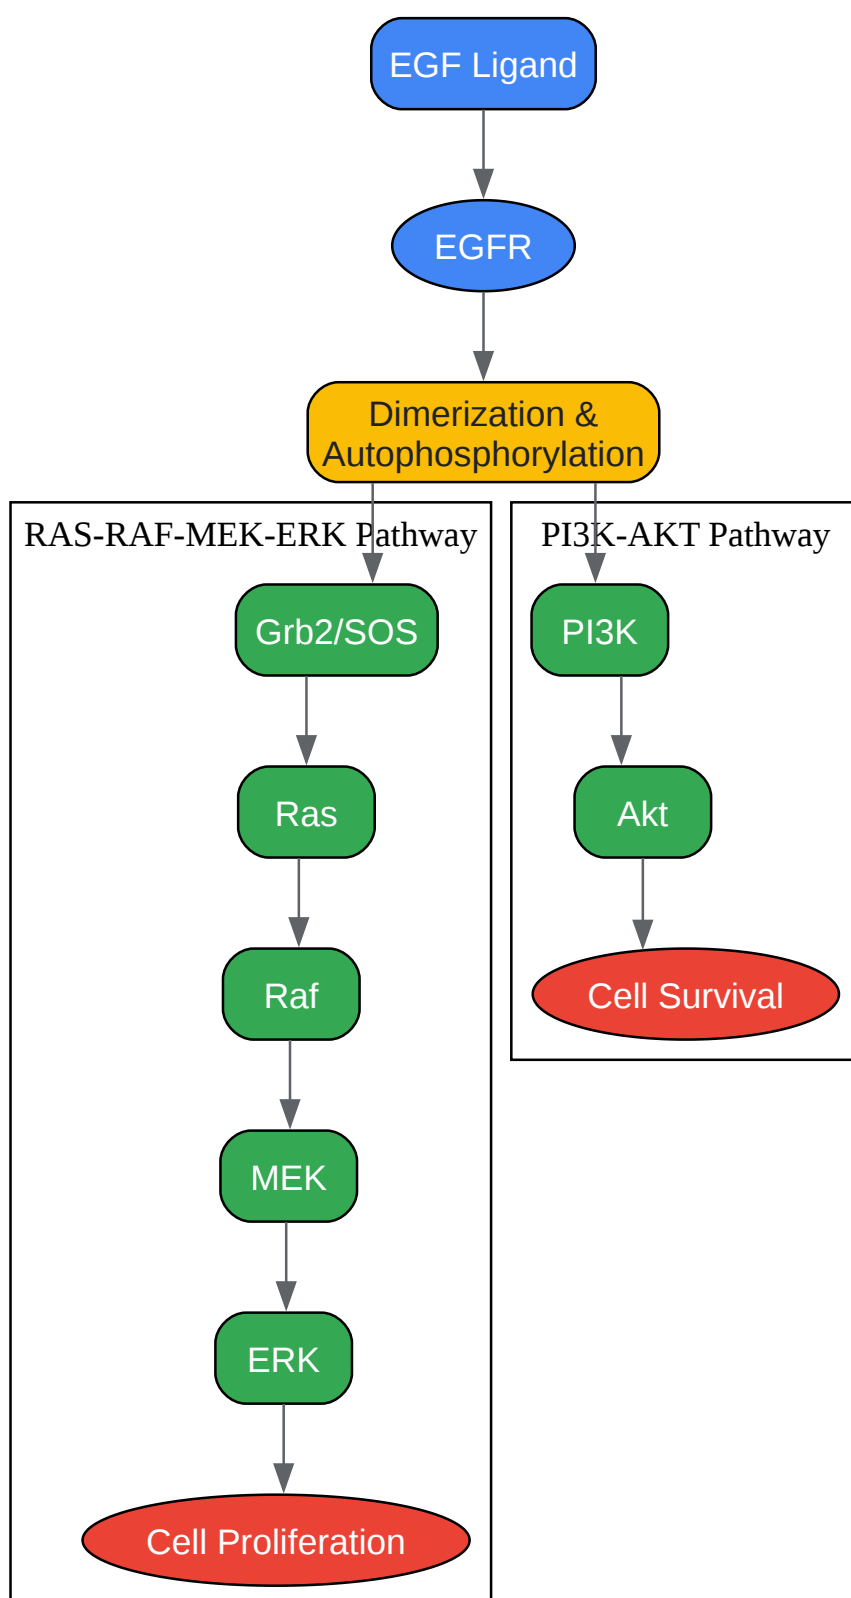 EGF Ligand
EGFR
Dimerization &
Autophosphorylation
RAS-RAF-MEK-ERK Pathway
Grb2/SOS
Ras
Raf
MEK
ERK
Cell Proliferation
PI3K-AKT Pathway
PI3K
Akt
Cell Survival